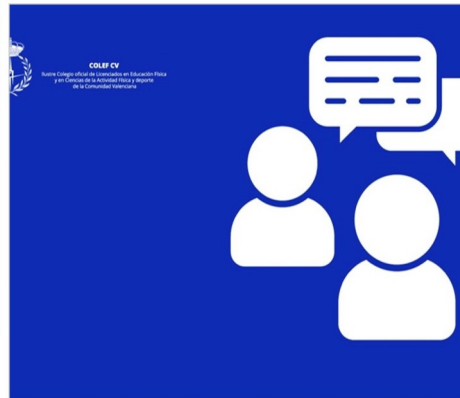 COLEF CV
Ilustre Colegio oficial de Licenciados en Educación Física
y en Ciencias de la Actividad Física y deporte
de la Comunidad Valenciana